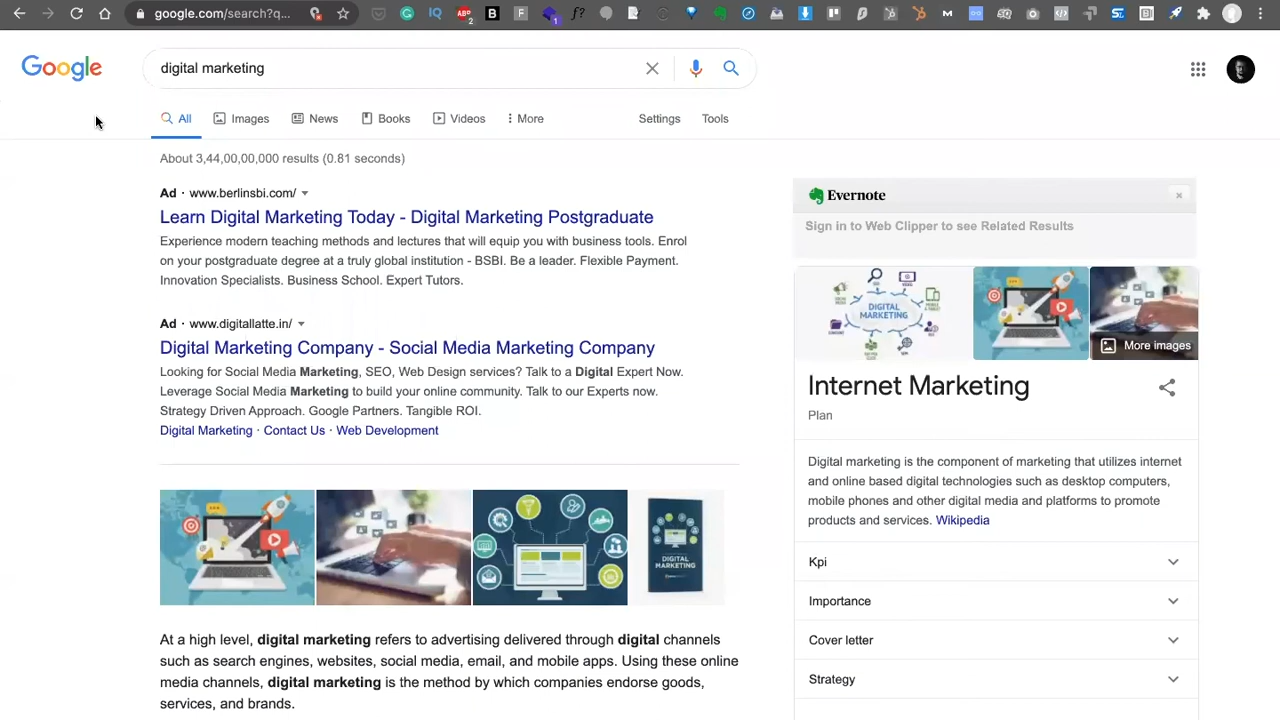 google.com/search?q...
Google
digital marketing
All
Images
News
Books
Videos
More
Settings
Tools
About 3,44,00,00,000 results (0.81 seconds)
Ad · www.berlinsbi.com/
Learn Digital Marketing Today - Digital Marketing Postgraduate
Experience modern teaching methods and lectures that will equip you with business tools. Enrol
on your postgraduate degree at a truly global institution - BSBI. Be a leader. Flexible Payment.
Innovation Specialists. Business School. Expert Tutors.
Ad · www.digitallatte.in/
Digital Marketing Company - Social Media Marketing Company
Looking for Social Media Marketing, SEO, Web Design services? Talk to a Digital Expert Now.
Leverage Social Media Marketing to build your online community. Talk to our Experts now.
Strategy Driven Approach. Google Partners. Tangible ROI.
Digital Marketing · Contact Us · Web Development
DIGITAL
MARKETING
At a high level, digital marketing refers to advertising delivered through digital channels
such as search engines, websites, social media, email, and mobile apps. Using these online
media channels, digital marketing is the method by which companies endorse goods,
services, and brands.
Evernote
Sign in to Web Clipper to see Related Results
DIGITAL
MARKETING
More images
Internet Marketing
Plan
Digital marketing is the component of marketing that utilizes internet
and online based digital technologies such as desktop computers,
mobile phones and other digital media and platforms to promote
products and services. Wikipedia
Kpi
Importance
Cover letter
Strategy